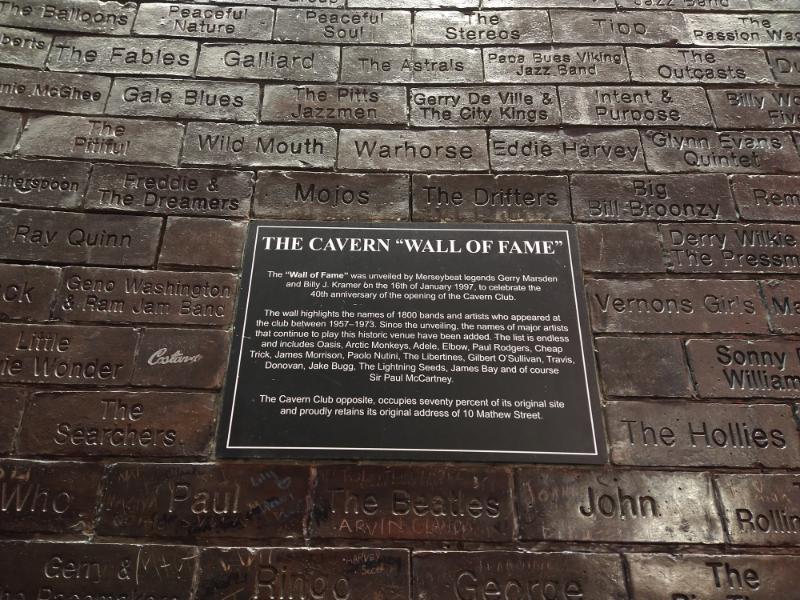 The Balloons Peaceful Nature Peaceful Soul The Stereos Tipp The Passion
The Fables Galliard The Astrals Papa Bues Viking Jazz Band The Outcasts
McGhee Gale Blues The Pitts Jazzmen Gerry De Ville & The City Kings Intent & Purpose Billy
The Pitiful Wild Mouth Warhorse Eddie Harvey Glynn Evans Quintet
Freddie & The Dreamers Mojos The Drifters Big Bill Broonzy
Ray Quinn Derry Wilkie The
Geno Washington & Ram Jam Band Vernons Girl's
Little Wonder Sonny
The Searchers The Hollies
Who Paul The Beatles John
Gerry & Ringo George The
THE CAVERN “WALL OF FAME”
The “Wall of Fame” was unveiled by Merseybeat legends Gerry Marsden
and Billy J. Kramer on the 16th of January 1997, to celebrate the
40th anniversary of the opening of the Cavern Club.
The wall highlights the names of 1800 bands and artists who appeared at
the club between 1957–1973. Since the unveiling, the names of major artists
that continue to play this historic venue have been added. The list is endless
and includes Oasis, Arctic Monkeys, Adele, Elbow, Paul Rodgers, Cheap
Trick, James Morrison, Paolo Nutini, The Libertines, Gilbert O'Sullivan, Travis,
Donovan, Jake Bugg, The Lightning Seeds, James Bay and of course
Sir Paul McCartney.
The Cavern Club opposite, occupies seventy percent of its original site
and proudly retains its original address of 10 Mathew Street.